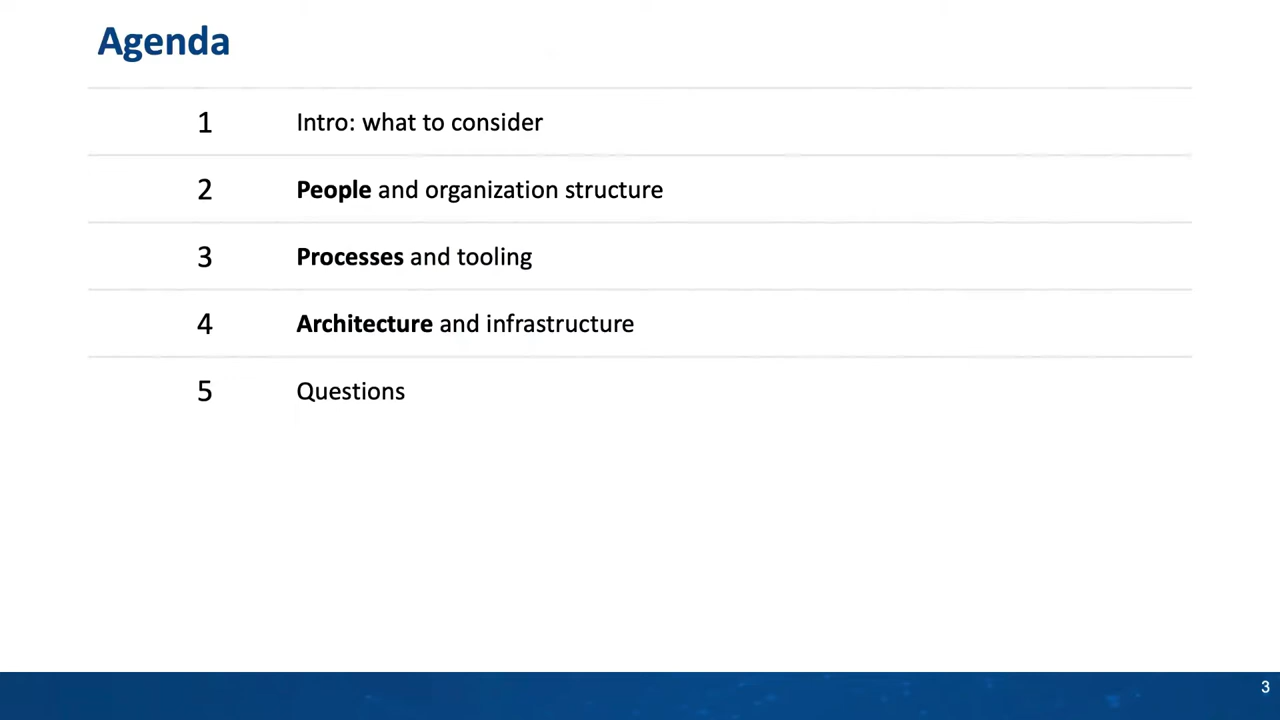 Agenda
1 Intro: what to consider
2 People and organization structure
3 Processes and tooling
4 Architecture and infrastructure
5 Questions
3